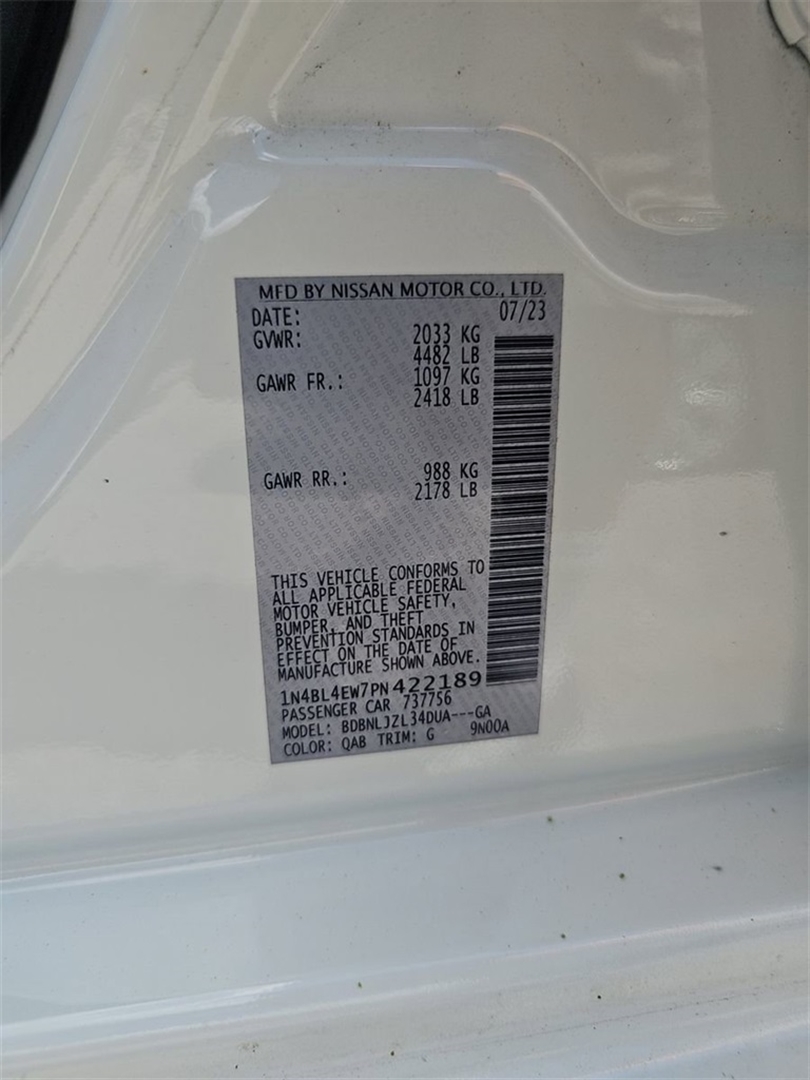 MFD BY NISSAN MOTOR CO., LTD.
DATE: 07/23
GVWR: 2033 KG
4482 LB
GAWR FR.: 1097 KG
2418 LB
GAWR RR.: 988 KG
2178 LB
THIS VEHICLE CONFORMS TO
ALL APPLICABLE FEDERAL
MOTOR VEHICLE SAFETY,
BUMPER, AND THEFT
PREVENTION STANDARDS IN
EFFECT ON THE DATE OF
MANUFACTURE SHOWN ABOVE.
1N4BL4EW7PN422189
PASSENGER CAR 737756
MODEL: BDBNLJZL34DUA---GA
COLOR: QAB TRIM: G 9N00A